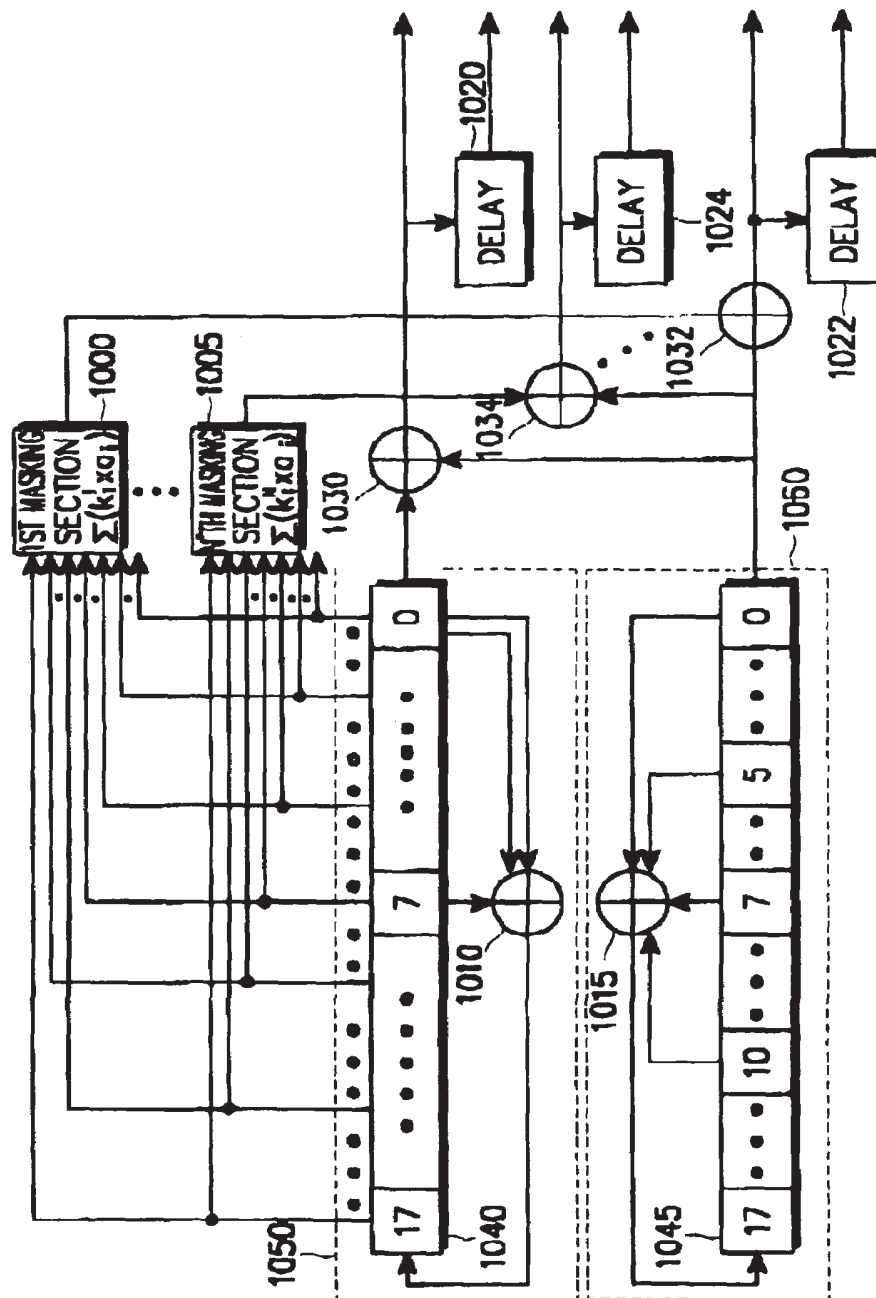 1ST MASKING
SECTION
Σ(k¹ᵢxaᵢ)
1000
N'TH MASKING
SECTION
Σ(kᴺᵢxaᵢ)
1005
1050
17
7
0
1040
1010
1030
DELAY
1020
1034
DELAY
1024
1032
DELAY
1022
1015
1045
17
10
7
5
0
1060